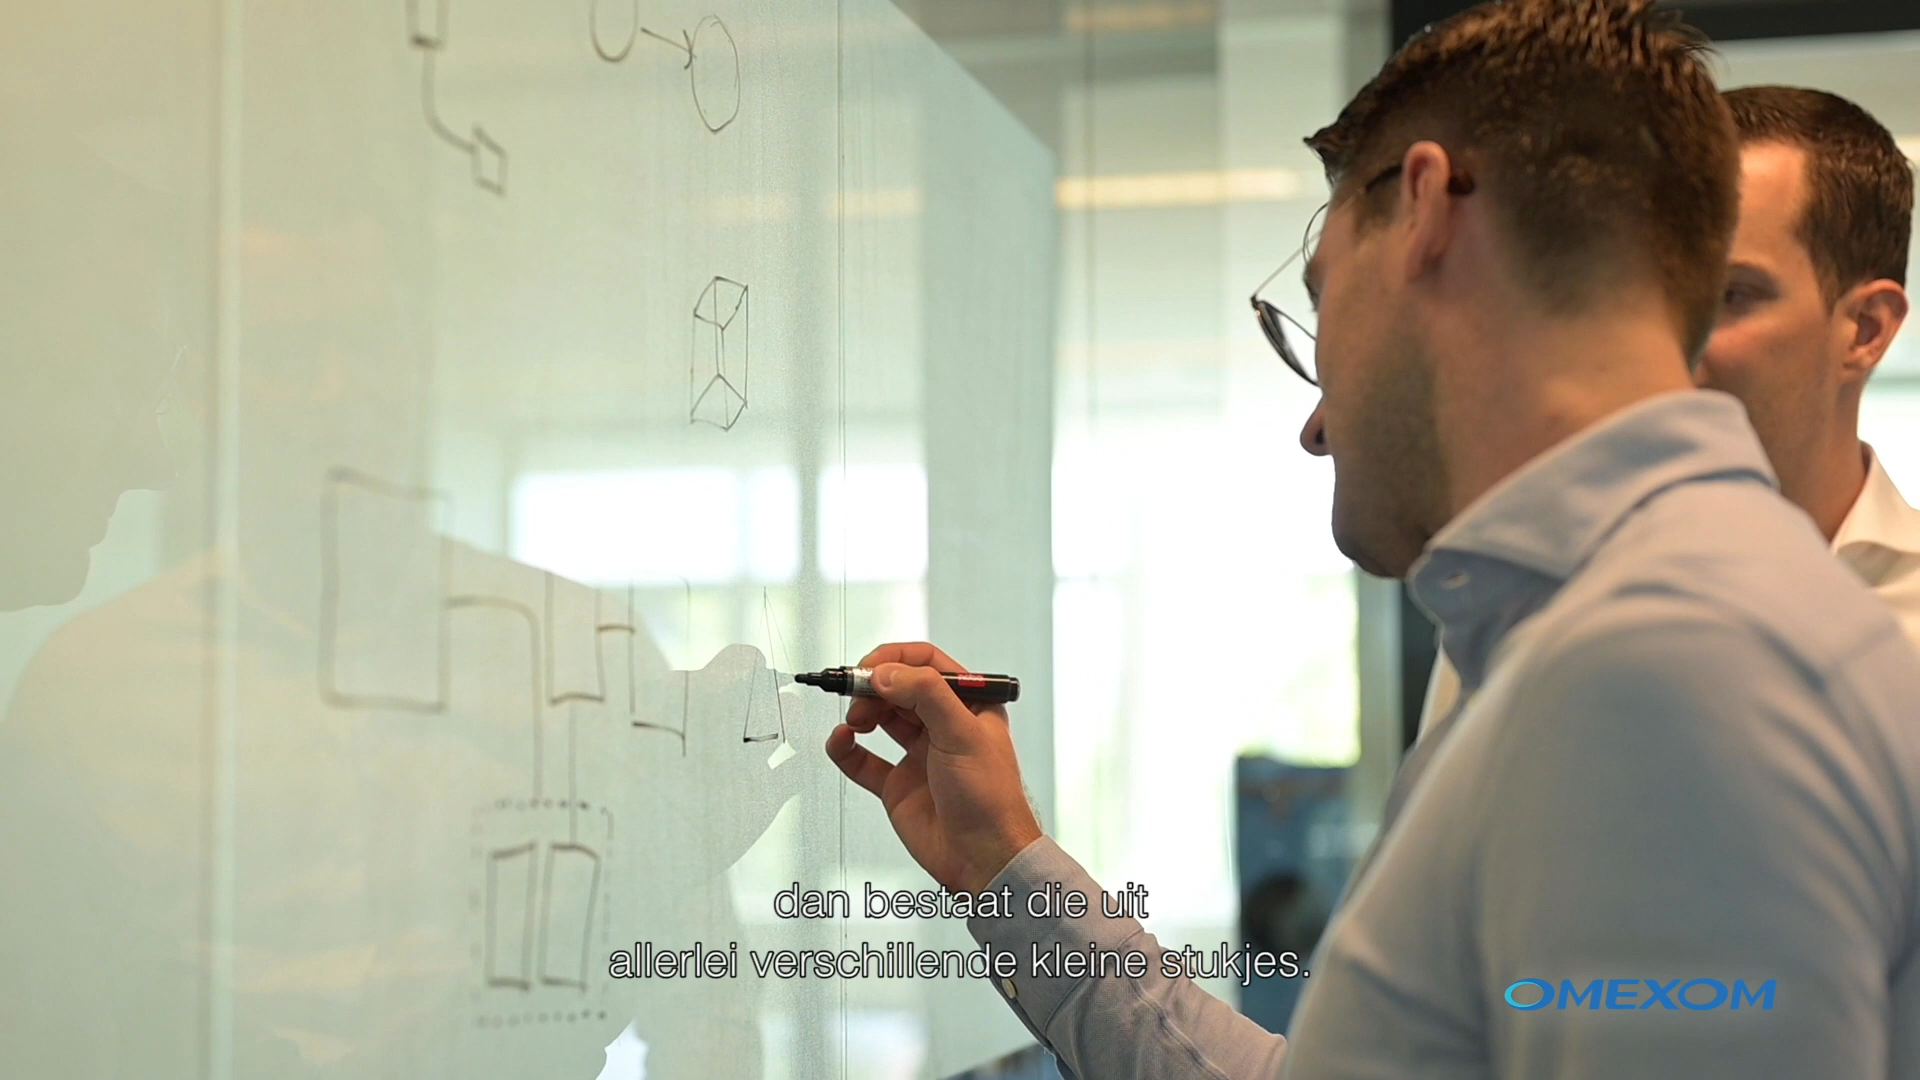 dan bestaat die uit
allerlei verschillende kleine stukjes.
OMEXOM